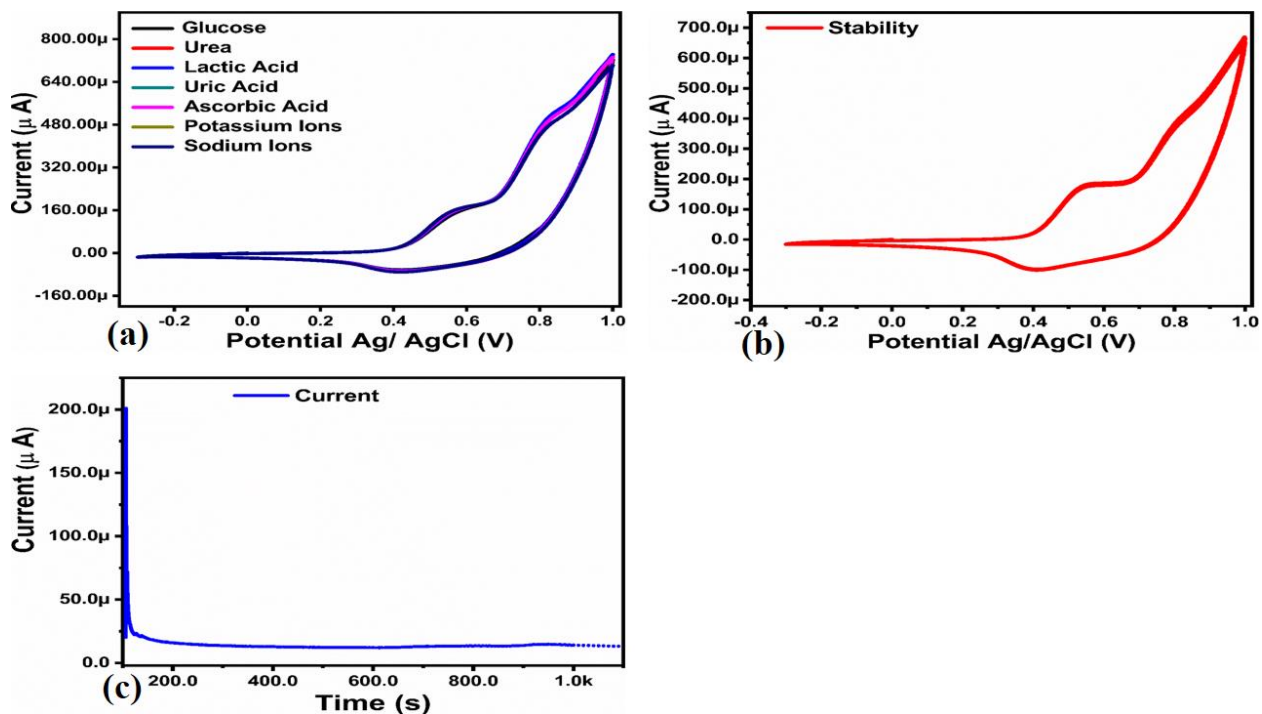 800.00µ
640.00µ
480.00µ
320.00µ
160.00µ
0.00
-160.00µ
Current (µ A)
Glucose
Urea
Lactic Acid
Uric Acid
Ascorbic Acid
Potassium Ions
Sodium Ions
-0.2
0.0
0.2
0.4
0.6
0.8
1.0
(a)
Potential Ag/ AgCl (V)
700.0µ
600.0µ
500.0µ
400.0µ
300.0µ
200.0µ
100.0µ
0.0
-100.0µ
-200.0µ
Current (µ A)
Stability
-0.4
-0.2
0.0
0.2
0.4
0.6
0.8
1.0
(b)
Potential Ag/AgCl (V)
200.0µ
150.0µ
100.0µ
50.0µ
0.0
Current (µ A)
Current
200.0
400.0
600.0
800.0
1.0k
(c)
Time (s)